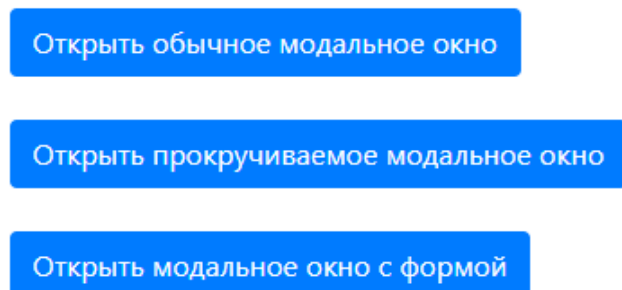 Открыть обычное модальное окно
Открыть прокручиваемое модальное окно
Открыть модальное окно с формой